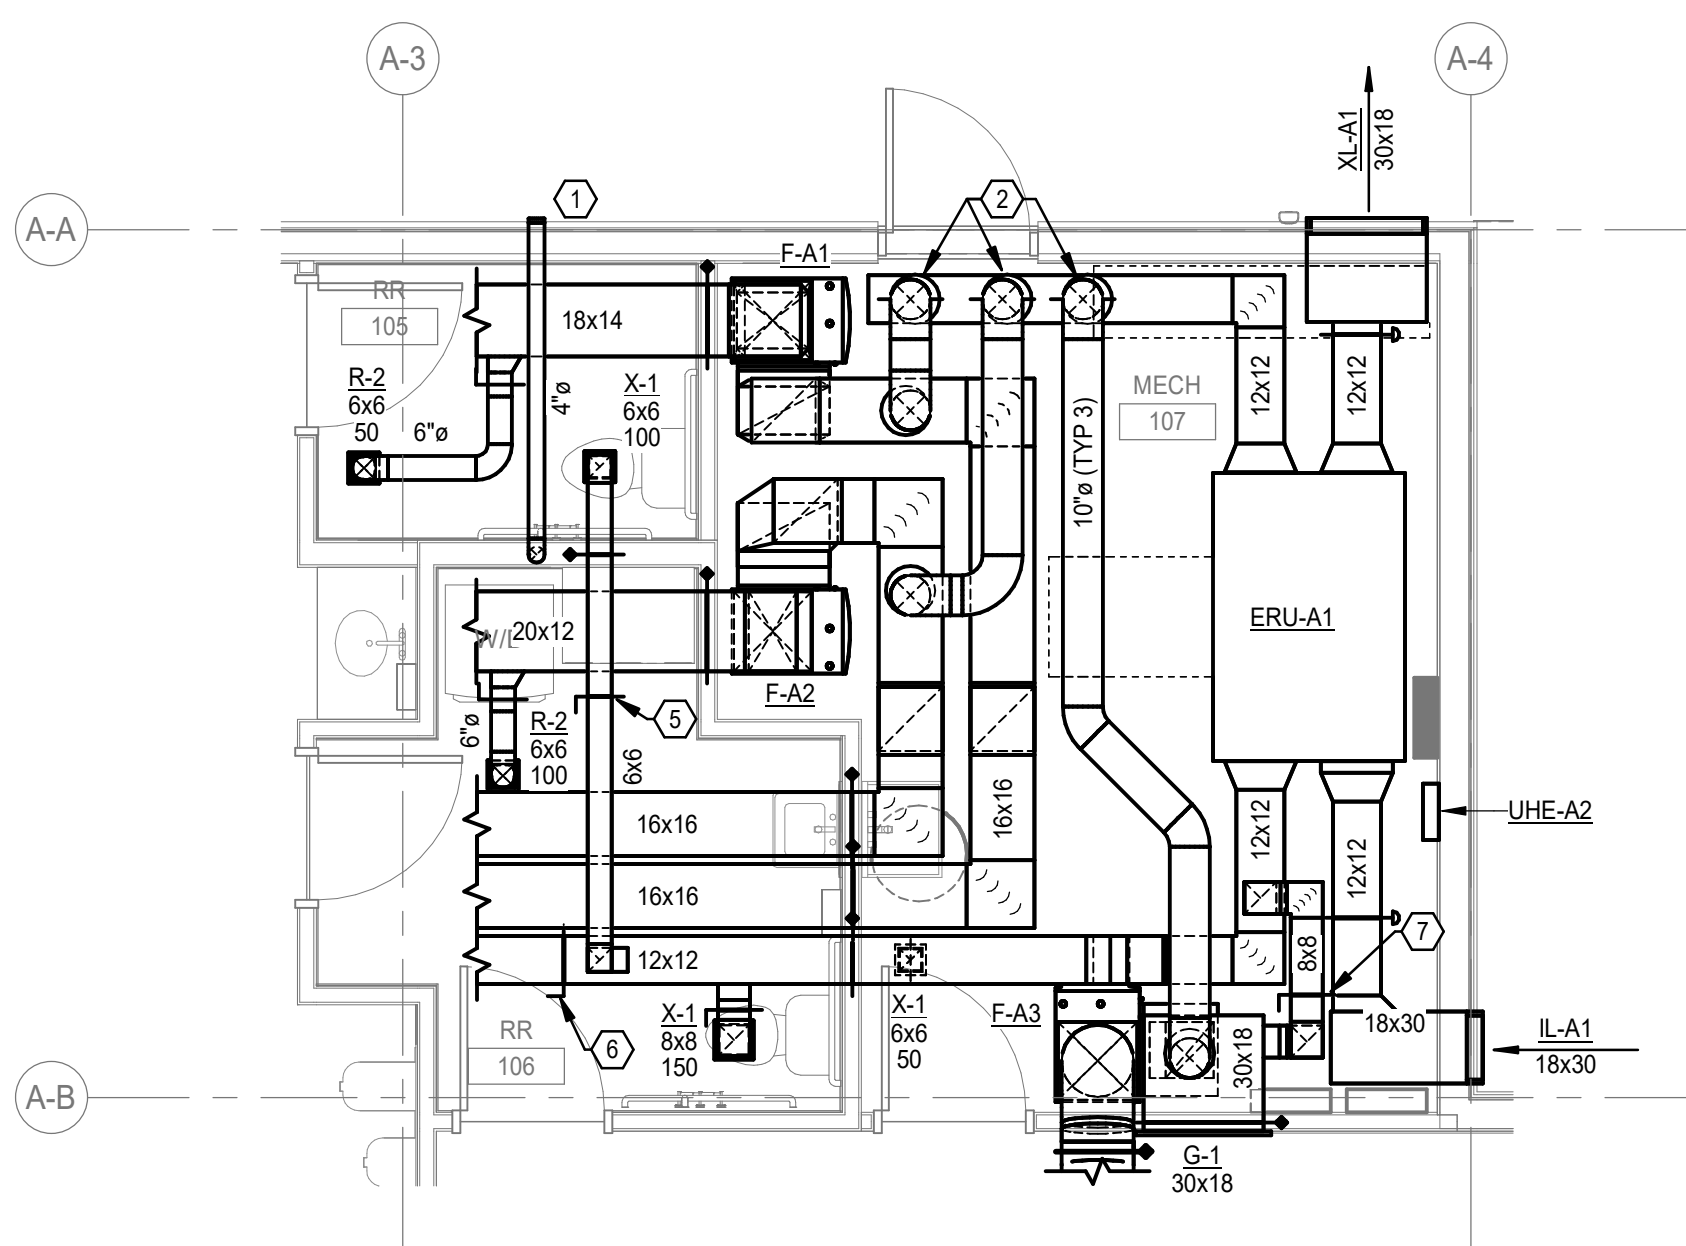 A-3
A-4
XL-A1
30x18
1
2
A-A
F-A1
RR
105
18x14
R-2
6x6
50
6"ø
4"ø
X-1
6x6
100
10"ø (TYP 3)
MECH
107
12x12
12x12
ERU-A1
20x12
F-A2
6"ø
R-2
6x6
100
5
6x6
16x16
16x16
16x16
12x12
12x12
UHE-A2
12x12
8x8
7
RR
106
6
X-1
8x8
150
X-1
6x6
50
F-A3
30x18
18x30
IL-A1
18x30
A-B
G-1
30x18